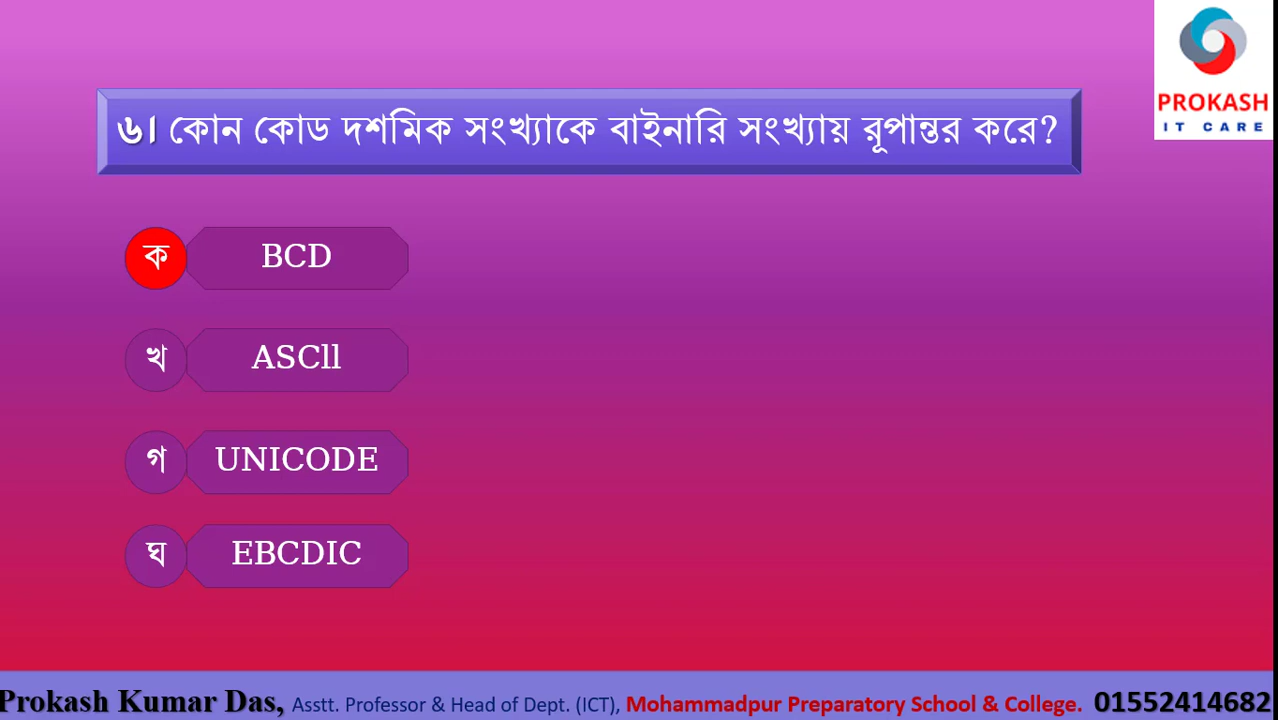 PROKASH
IT CARE
৬। কোন কোড দশমিক সংখ্যাকে বাইনারি সংখ্যায় রূপান্তর করে?
ক BCD
খ ASCll
গ UNICODE
ঘ EBCDIC
Prokash Kumar Das, Asstt. Professor & Head of Dept. (ICT), Mohammadpur Preparatory School & College. 01552414682